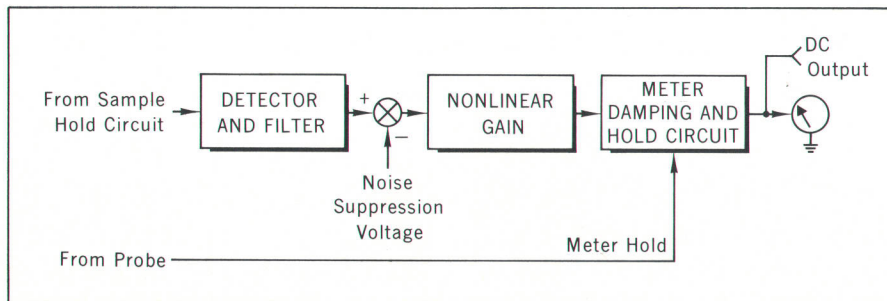 From Sample
Hold Circuit
DETECTOR
AND FILTER
+
−
Noise
Suppression
Voltage
NONLINEAR
GAIN
METER
DAMPING AND
HOLD CIRCUIT
DC
Output
From Probe
Meter Hold